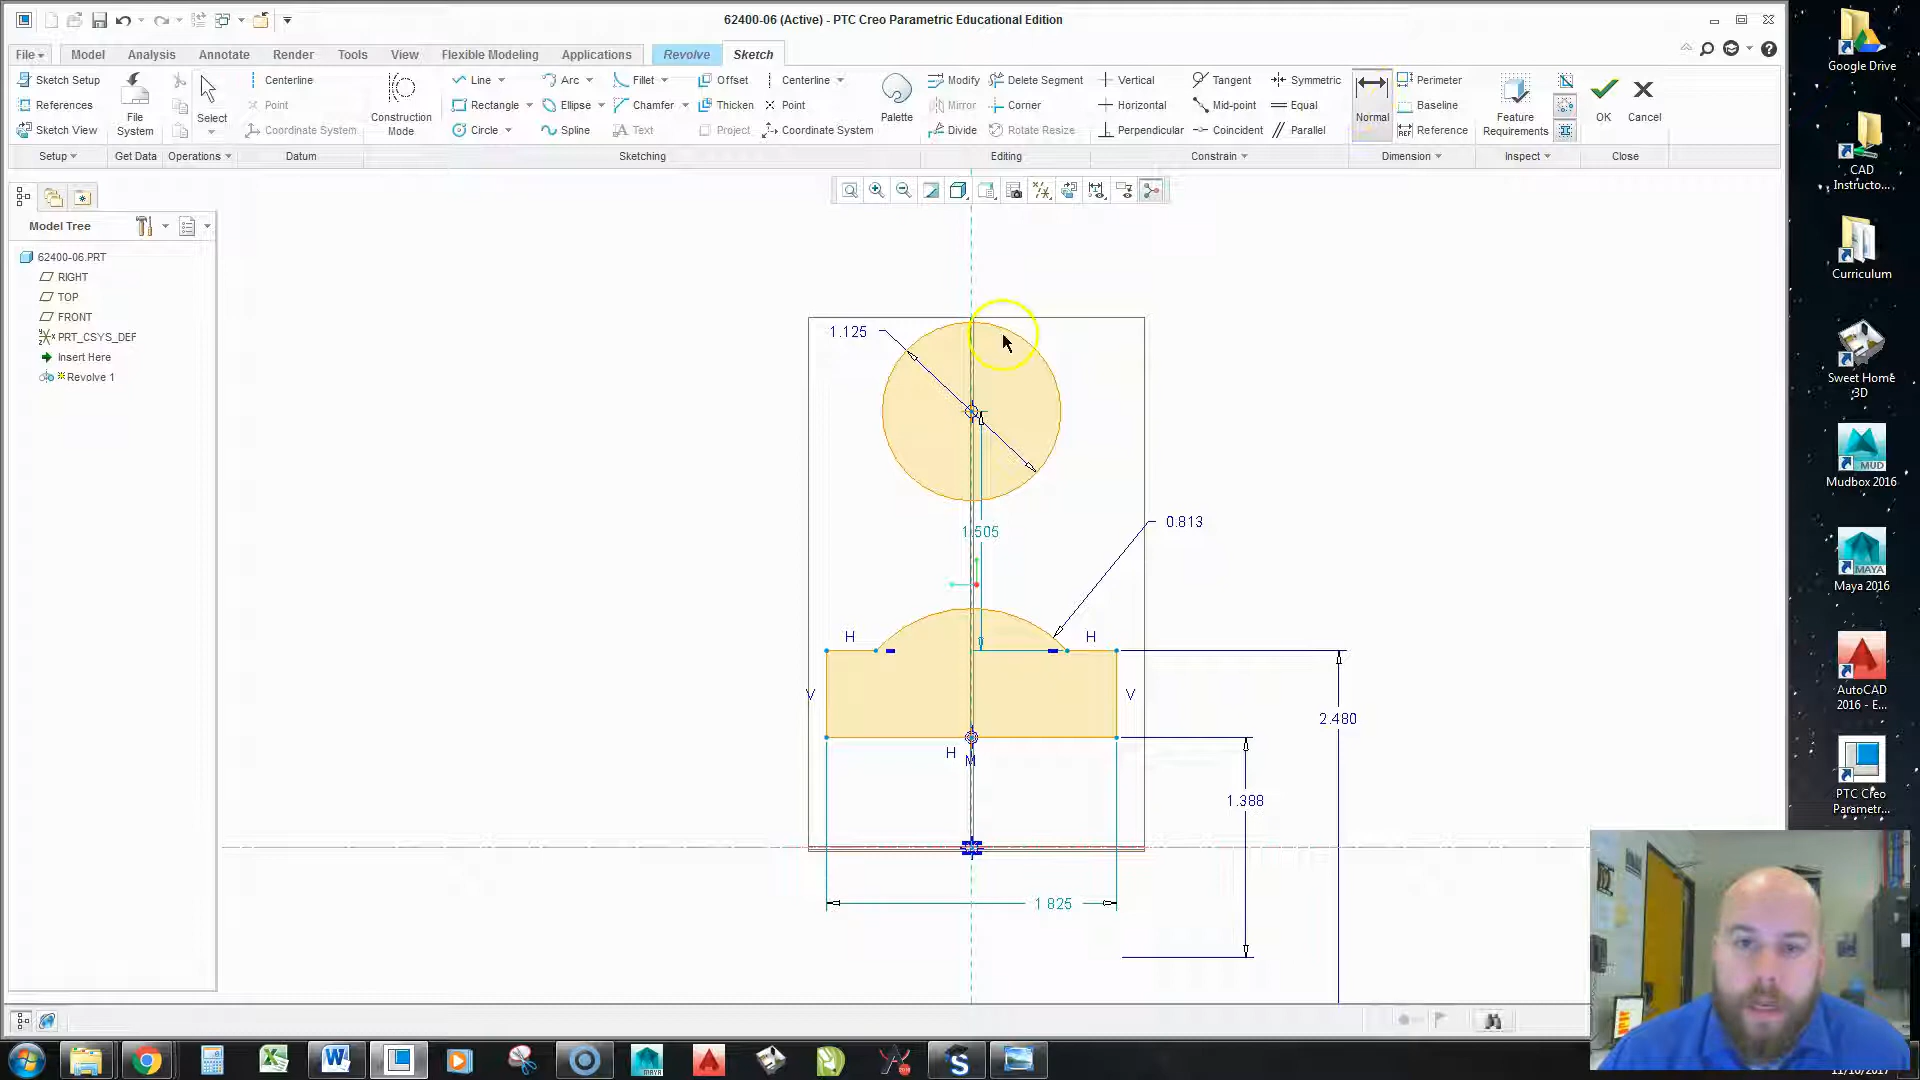 62400-06 (Active) - PTC Creo Parametric Educational Edition
File Model Analysis Annotate Render Tools View Flexible Modeling Applications Revolve Sketch
Sketch Setup
References
Sketch View
File System
Select
Centerline
Point
Coordinate System
Construction Mode
Line Arc Fillet Offset Centerline
Rectangle Ellipse Chamfer Thicken Point
Circle Spline Text Project Coordinate System
Palette
Modify Delete Segment
Mirror Corner
Divide Rotate Resize
Vertical Tangent Symmetric
Horizontal Mid-point Equal
Perpendicular Coincident Parallel
Normal
Perimeter
Baseline
Reference
Feature Requirements
OK
Cancel
Setup Get Data Operations Datum Sketching Editing Constrain Dimension Inspect Close
Model Tree
62400-06.PRT
RIGHT
TOP
FRONT
PRT_CSYS_DEF
Insert Here
Revolve 1
1.125
0.813
1.505
H H
V V
2.480
H
M
1.388
1.825
Google Drive
CAD Instructo...
Curriculum
Sweet Home 3D
MUD
Mudbox 2016
MAYA
Maya 2016
AutoCAD 2016 - E...
PTC Creo Parametr...